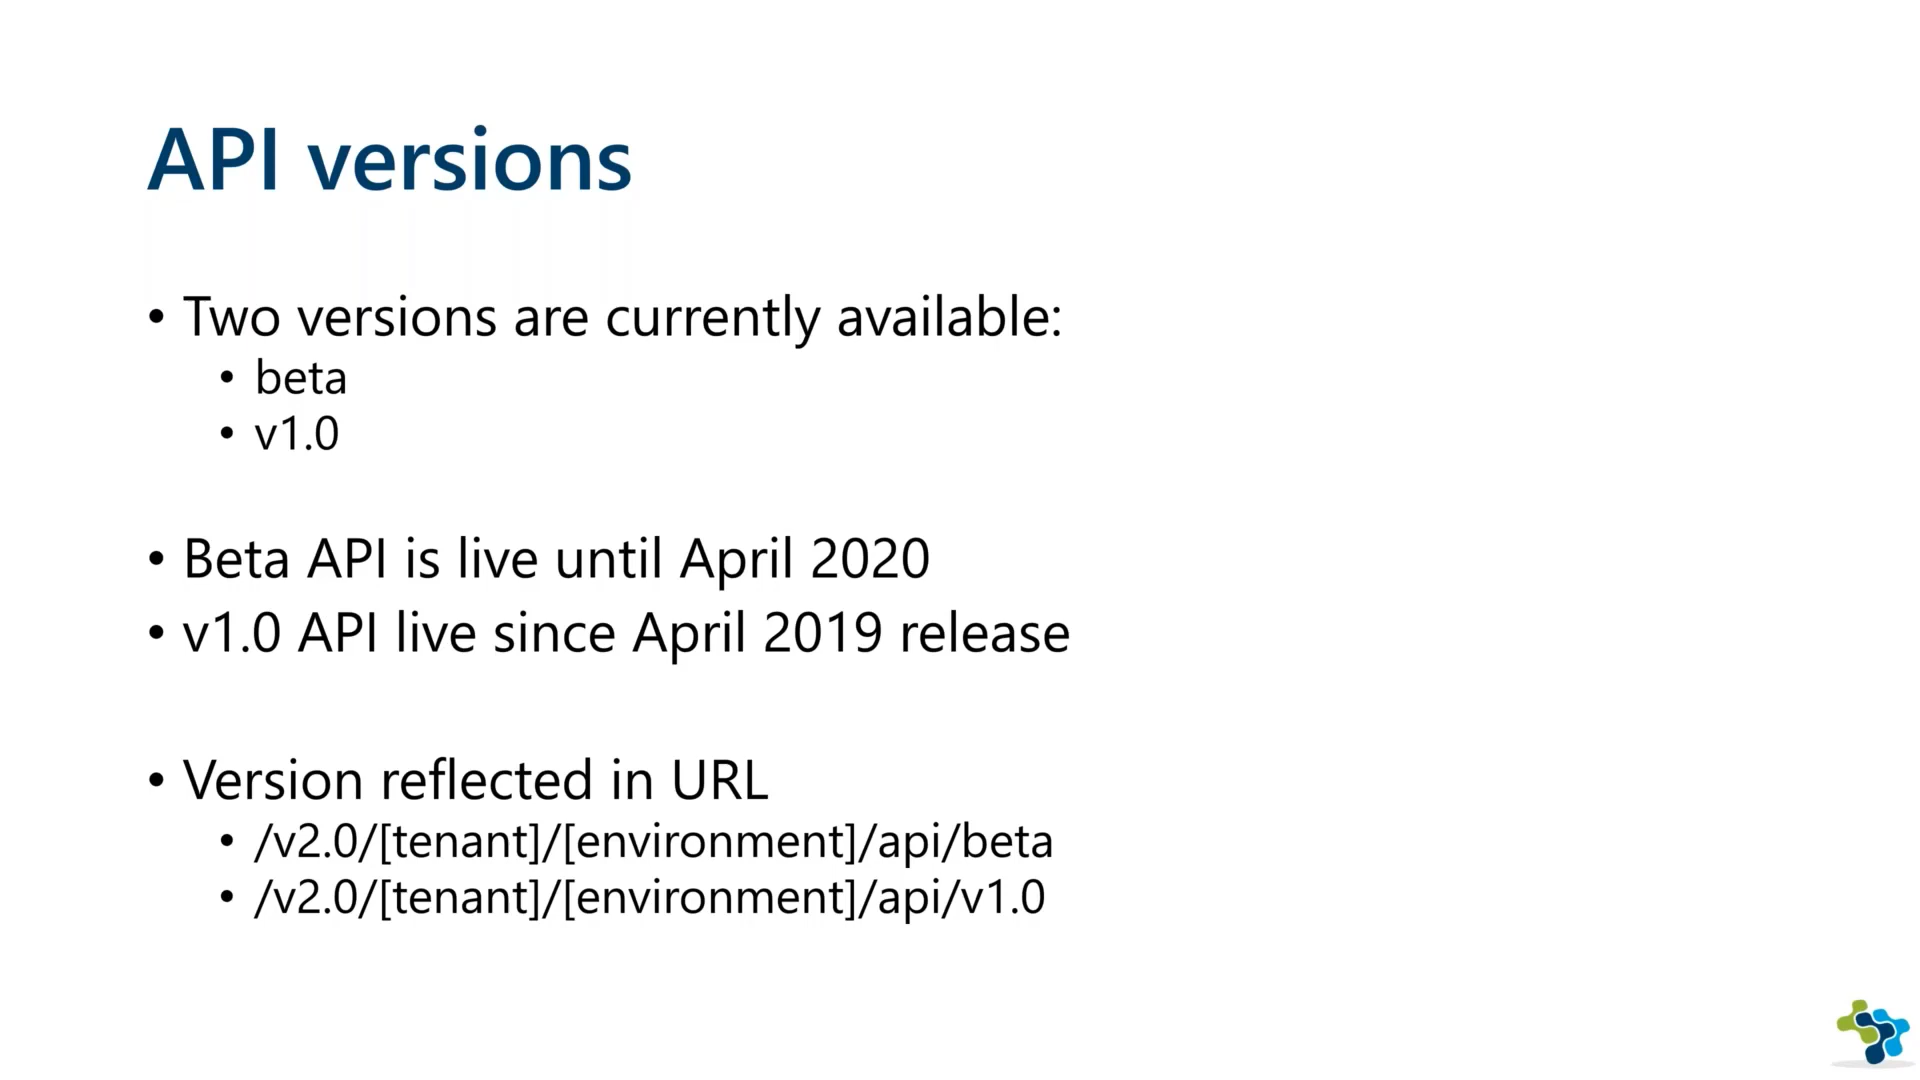 API versions
• Two versions are currently available:
• beta
• v1.0
• Beta API is live until April 2020
• v1.0 API live since April 2019 release
• Version reflected in URL
• /v2.0/[tenant]/[environment]/api/beta
• /v2.0/[tenant]/[environment]/api/v1.0